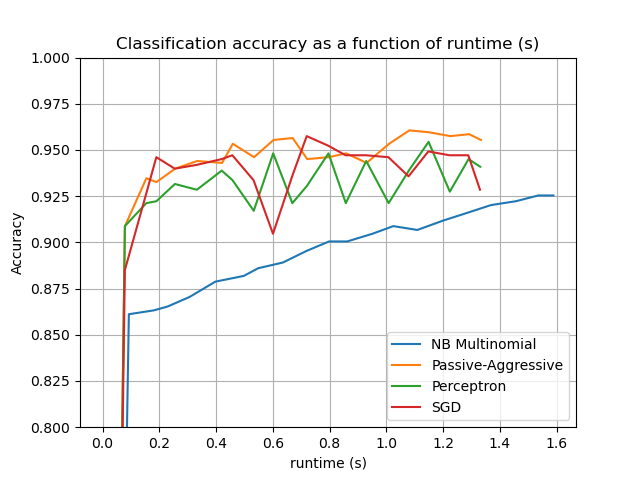 Classification accuracy as a function of runtime (s)
1.000
0.975
0.950
0.925
0.900
0.875
0.850
0.825
0.800
Accuracy
NB Multinomial
Passive-Aggressive
Perceptron
SGD
0.0 0.2 0.4 0.6 0.8 1.0 1.2 1.4 1.6
runtime (s)